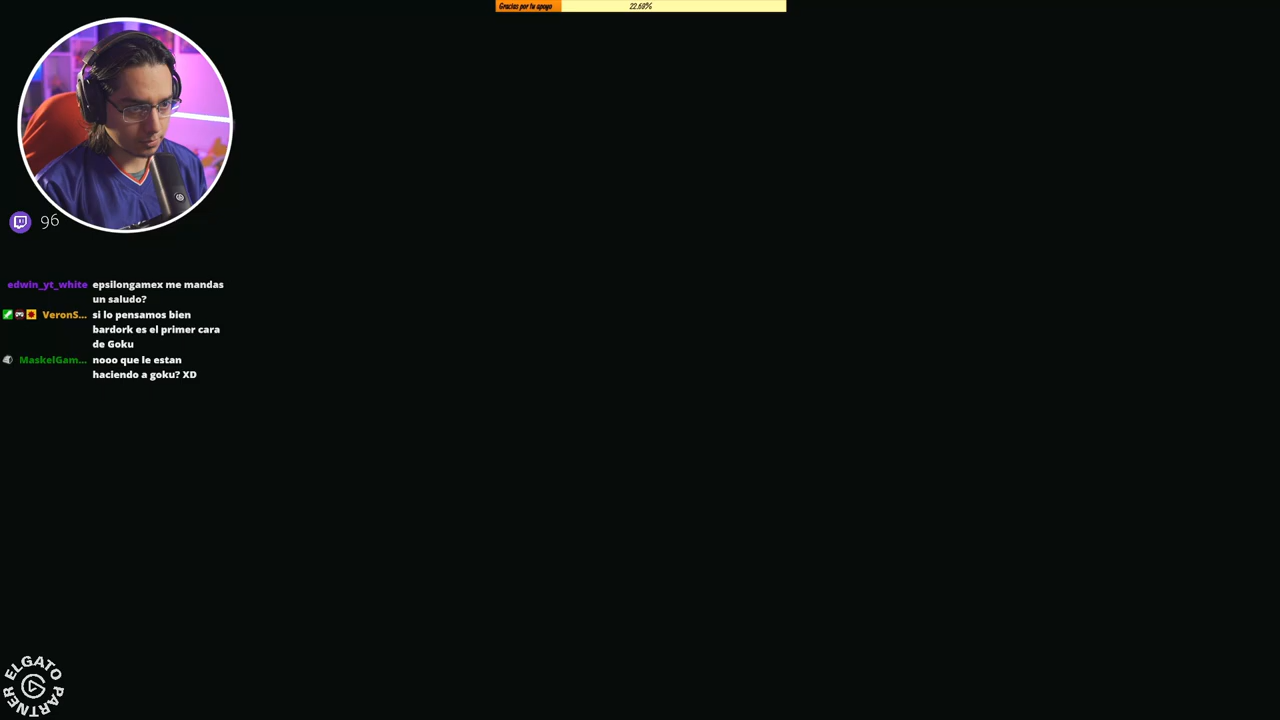 Gracias por tu apoyo 22.60%
96
edwin_yt_white epsilongamex me mandas
un saludo?
VeronS... si lo pensamos bien
bardork es el primer cara
de Goku
MaskelGam... nooo que le estan
haciendo a goku? XD
ELGATO
PARTNER